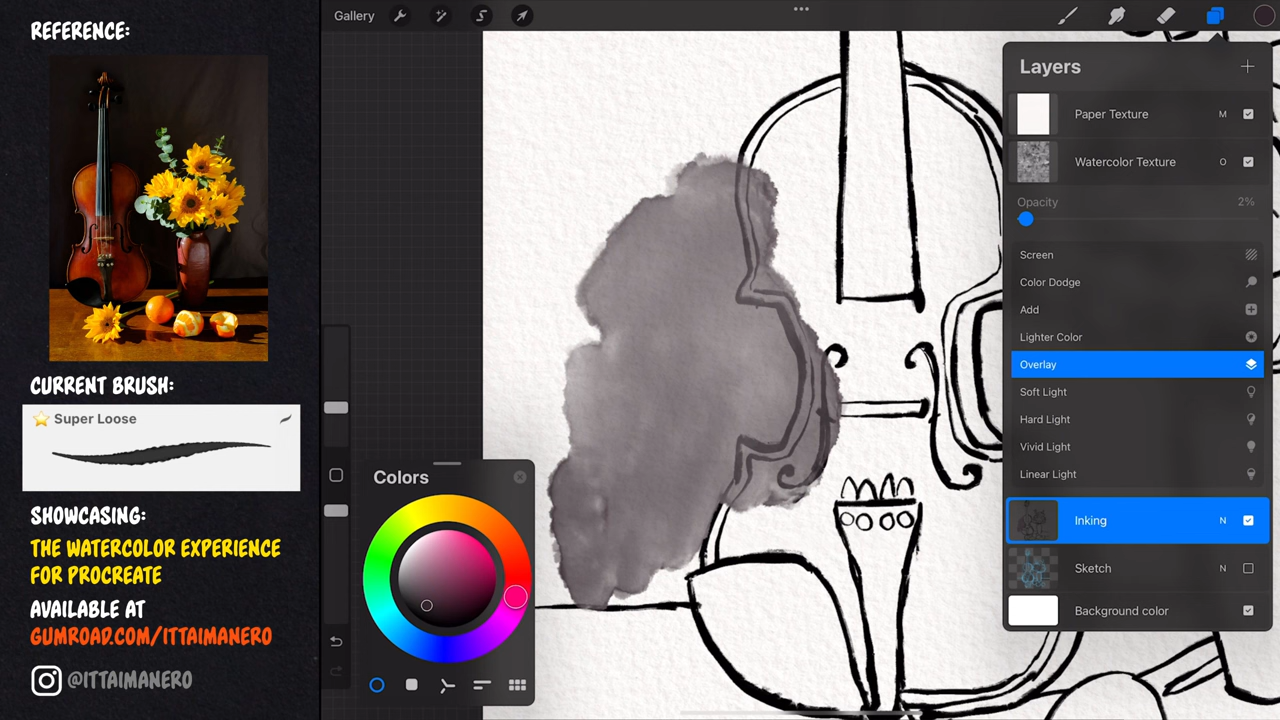 REFERENCE:
CURRENT BRUSH:
Super Loose
SHOWCASING:
THE WATERCOLOR EXPERIENCE
FOR PROCREATE
AVAILABLE AT
GUMROAD.COM/ITTAIMANERO
@ITTAIMANERO
Gallery
Colors
Layers
Paper Texture M
Watercolor Texture O
Opacity 2%
Screen
Color Dodge
Add
Lighter Color
Overlay
Soft Light
Hard Light
Vivid Light
Linear Light
Inking N
Sketch N
Background color